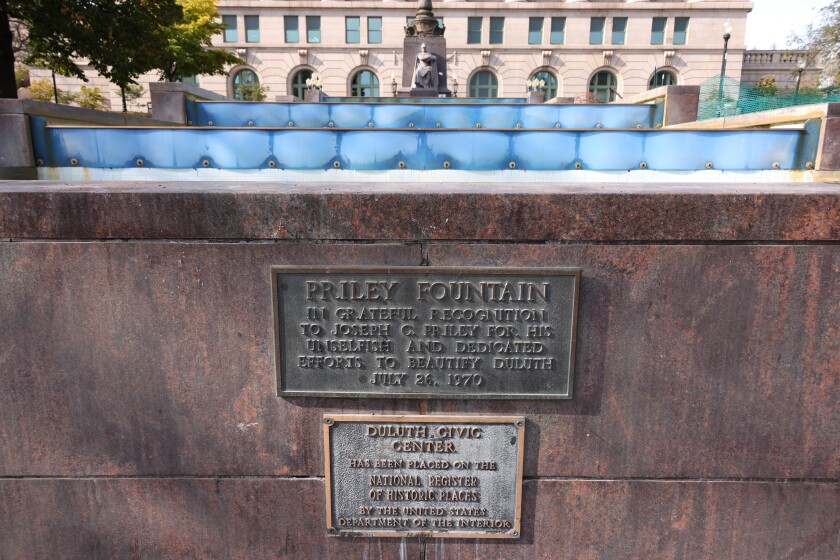 PRILEY FOUNTAIN
IN GRATEFUL RECOGNITION
TO JOSEPH C. PRILEY FOR HIS
UNSELFISH AND DEDICATED
EFFORTS TO BEAUTIFY DULUTH
JULY 26, 1970
DULUTH CIVIC
CENTER
HAS BEEN PLACED ON THE
NATIONAL REGISTER
OF HISTORIC PLACES
BY THE UNITED STATES
DEPARTMENT OF THE INTERIOR